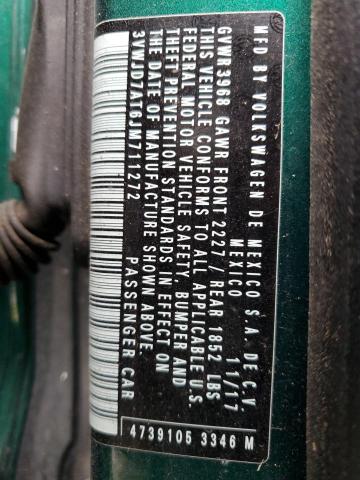 MFD BY VOLKSWAGEN DE MEXICO S.A. DE C.V.
MEXICO 11/17
GVWR3968 GAWR FRONT 2227 / REAR 1852 LBS
THIS VEHICLE CONFORMS TO ALL APPLICABLE U.S.
FEDERAL MOTOR VEHICLE SAFETY, BUMPER AND
THEFT PREVENTION STANDARDS IN EFFECT ON
THE DATE OF MANUFACTURE SHOWN ABOVE.
3VWJD7AT6JM711272 PASSENGER CAR
4739105 3346 M